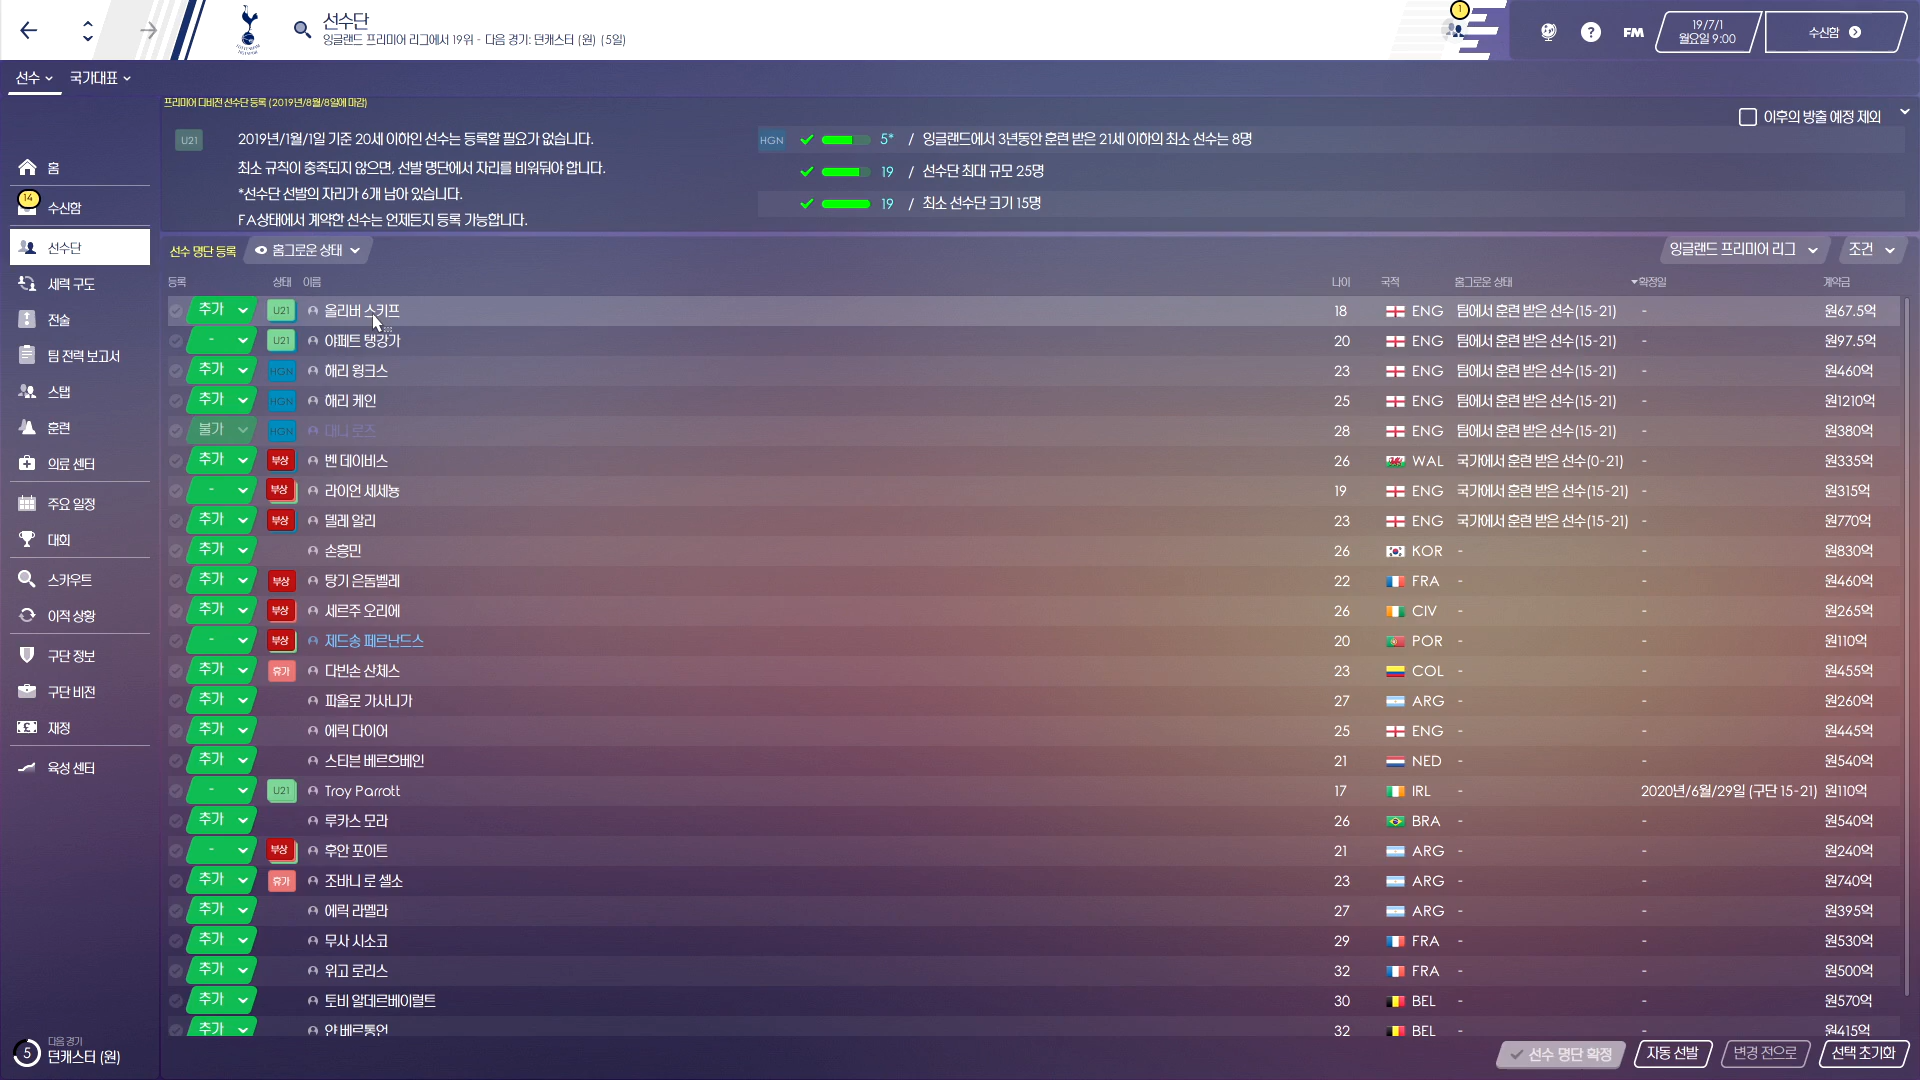 선수단
잉글랜드 프리미어 리그에서 19위 - 다음 경기: 던캐스터 (원) (5일)
1
?
FM
19/7/1
월요일 9:00
수신함
선수
국가대표
프리미어 디비전 선수단 등록 (2019년/8월/8일에 마감)
이후의 방출 예정 제외
U21
2019년/1월/1일 기준 20세 이하인 선수는 등록할 필요가 없습니다.
최소 규칙이 충족되지 않으면, 선발 명단에서 자리를 비워둬야 합니다.
*선수단 선발의 자리가 6개 남아 있습니다.
FA상태에서 계약한 선수는 언제든지 등록 가능합니다.
HGN 5* / 잉글랜드에서 3년동안 훈련 받은 21세 이하의 최소 선수는 8명
19 / 선수단 최대 규모 25명
19 / 최소 선수단 크기 15명
홈
14
수신함
선수단
세력 구도
전술
팀 전력 보고서
스탭
훈련
의료 센터
주요 일정
대회
스카우트
이적 상황
구단 정보
구단 비전
재정
육성 센터
5
다음 경기
던캐스터 (원)
선수 명단 등록
홈그로운 상태
잉글랜드 프리미어 리그
조건
등록 상태 이름 나이 국적 홈그로운 상태 확정일 계약금
추가 U21 올리버 스키프 18 ENG 팀에서 훈련 받은 선수(15-21) - 원67.5억
- U21 야페트 탱강가 20 ENG 팀에서 훈련 받은 선수(15-21) - 원97.5억
추가 HGN 해리 윙크스 23 ENG 팀에서 훈련 받은 선수(15-21) - 원460억
추가 HGN 해리 케인 25 ENG 팀에서 훈련 받은 선수(15-21) - 원1210억
불가 HGN 대니 로즈 28 ENG 팀에서 훈련 받은 선수(15-21) - 원380억
추가 부상 벤 데이비스 26 WAL 국가에서 훈련 받은 선수(0-21) - 원335억
- 부상 라이언 세세뇽 19 ENG 국가에서 훈련 받은 선수(15-21) - 원315억
추가 부상 델레 알리 23 ENG 국가에서 훈련 받은 선수(15-21) - 원770억
추가 손흥민 26 KOR - - 원830억
추가 부상 탕기 은돔벨레 22 FRA - - 원460억
추가 부상 세르주 오리에 26 CIV - - 원265억
- 부상 제드송 페르난드스 20 POR - - 원110억
추가 휴가 다빈손 산체스 23 COL - - 원455억
추가 파울로 가사니가 27 ARG - - 원260억
추가 에릭 다이어 25 ENG - - 원445억
추가 스티븐 베르흐베인 21 NED - - 원540억
- U21 Troy Parrott 17 IRL - 2020년/6월/29일 (구단 15-21) 원110억
추가 루카스 모라 26 BRA - - 원540억
- 부상 후안 포이트 21 ARG - - 원240억
추가 휴가 조바니 로 셀소 23 ARG - - 원740억
추가 에릭 라멜라 27 ARG - - 원395억
추가 무사 시소코 29 FRA - - 원530억
추가 위고 로리스 32 FRA - - 원500억
추가 토비 알데르베이럴트 30 BEL - - 원570억
추가 얀 베르통언 32 BEL - - 원415억
선수 명단 확정
자동 선발
변경 전으로
선택 초기화